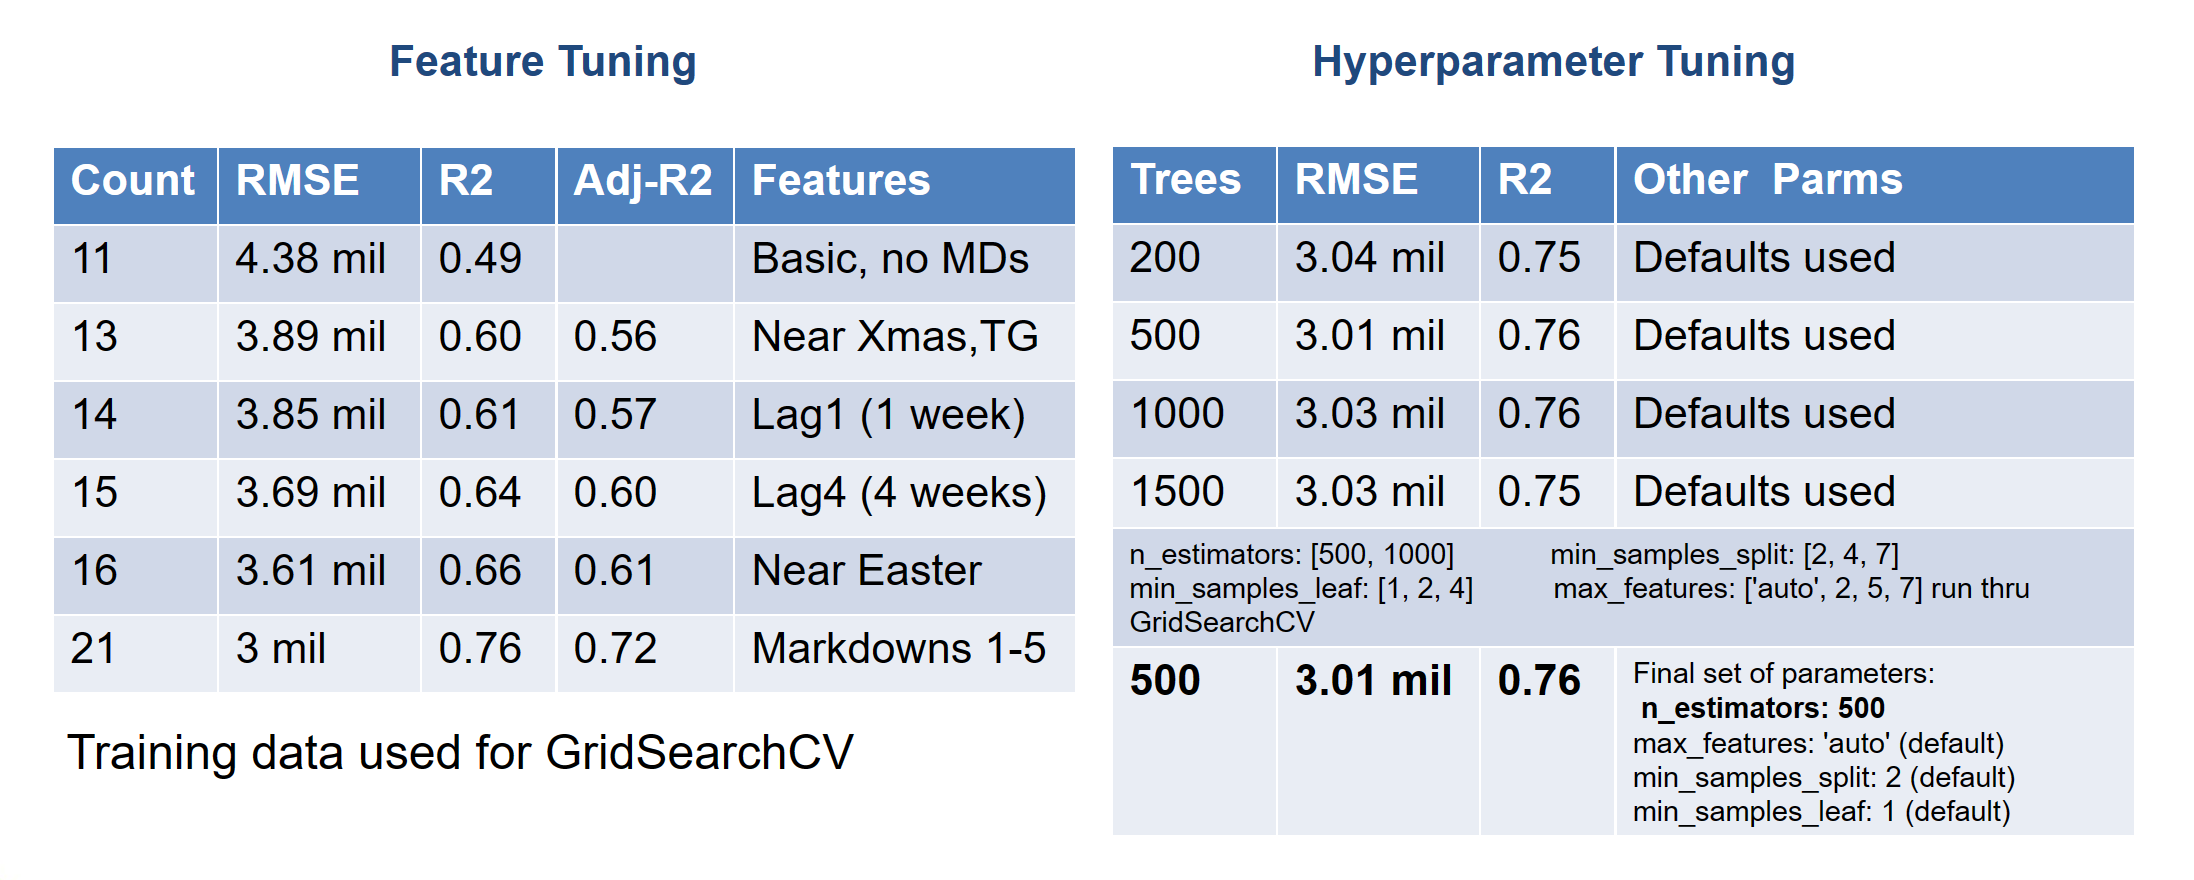 Feature Tuning
Count RMSE R2 Adj-R2 Features
11 4.38 mil 0.49 Basic, no MDs
13 3.89 mil 0.60 0.56 Near Xmas,TG
14 3.85 mil 0.61 0.57 Lag1 (1 week)
15 3.69 mil 0.64 0.60 Lag4 (4 weeks)
16 3.61 mil 0.66 0.61 Near Easter
21 3 mil 0.76 0.72 Markdowns 1-5
Training data used for GridSearchCV
Hyperparameter Tuning
Trees RMSE R2 Other Parms
200 3.04 mil 0.75 Defaults used
500 3.01 mil 0.76 Defaults used
1000 3.03 mil 0.76 Defaults used
1500 3.03 mil 0.75 Defaults used
n_estimators: [500, 1000] min_samples_split: [2, 4, 7]
min_samples_leaf: [1, 2, 4] max_features: ['auto', 2, 5, 7] run thru
GridSearchCV
500 3.01 mil 0.76 Final set of parameters:
n_estimators: 500
max_features: 'auto' (default)
min_samples_split: 2 (default)
min_samples_leaf: 1 (default)